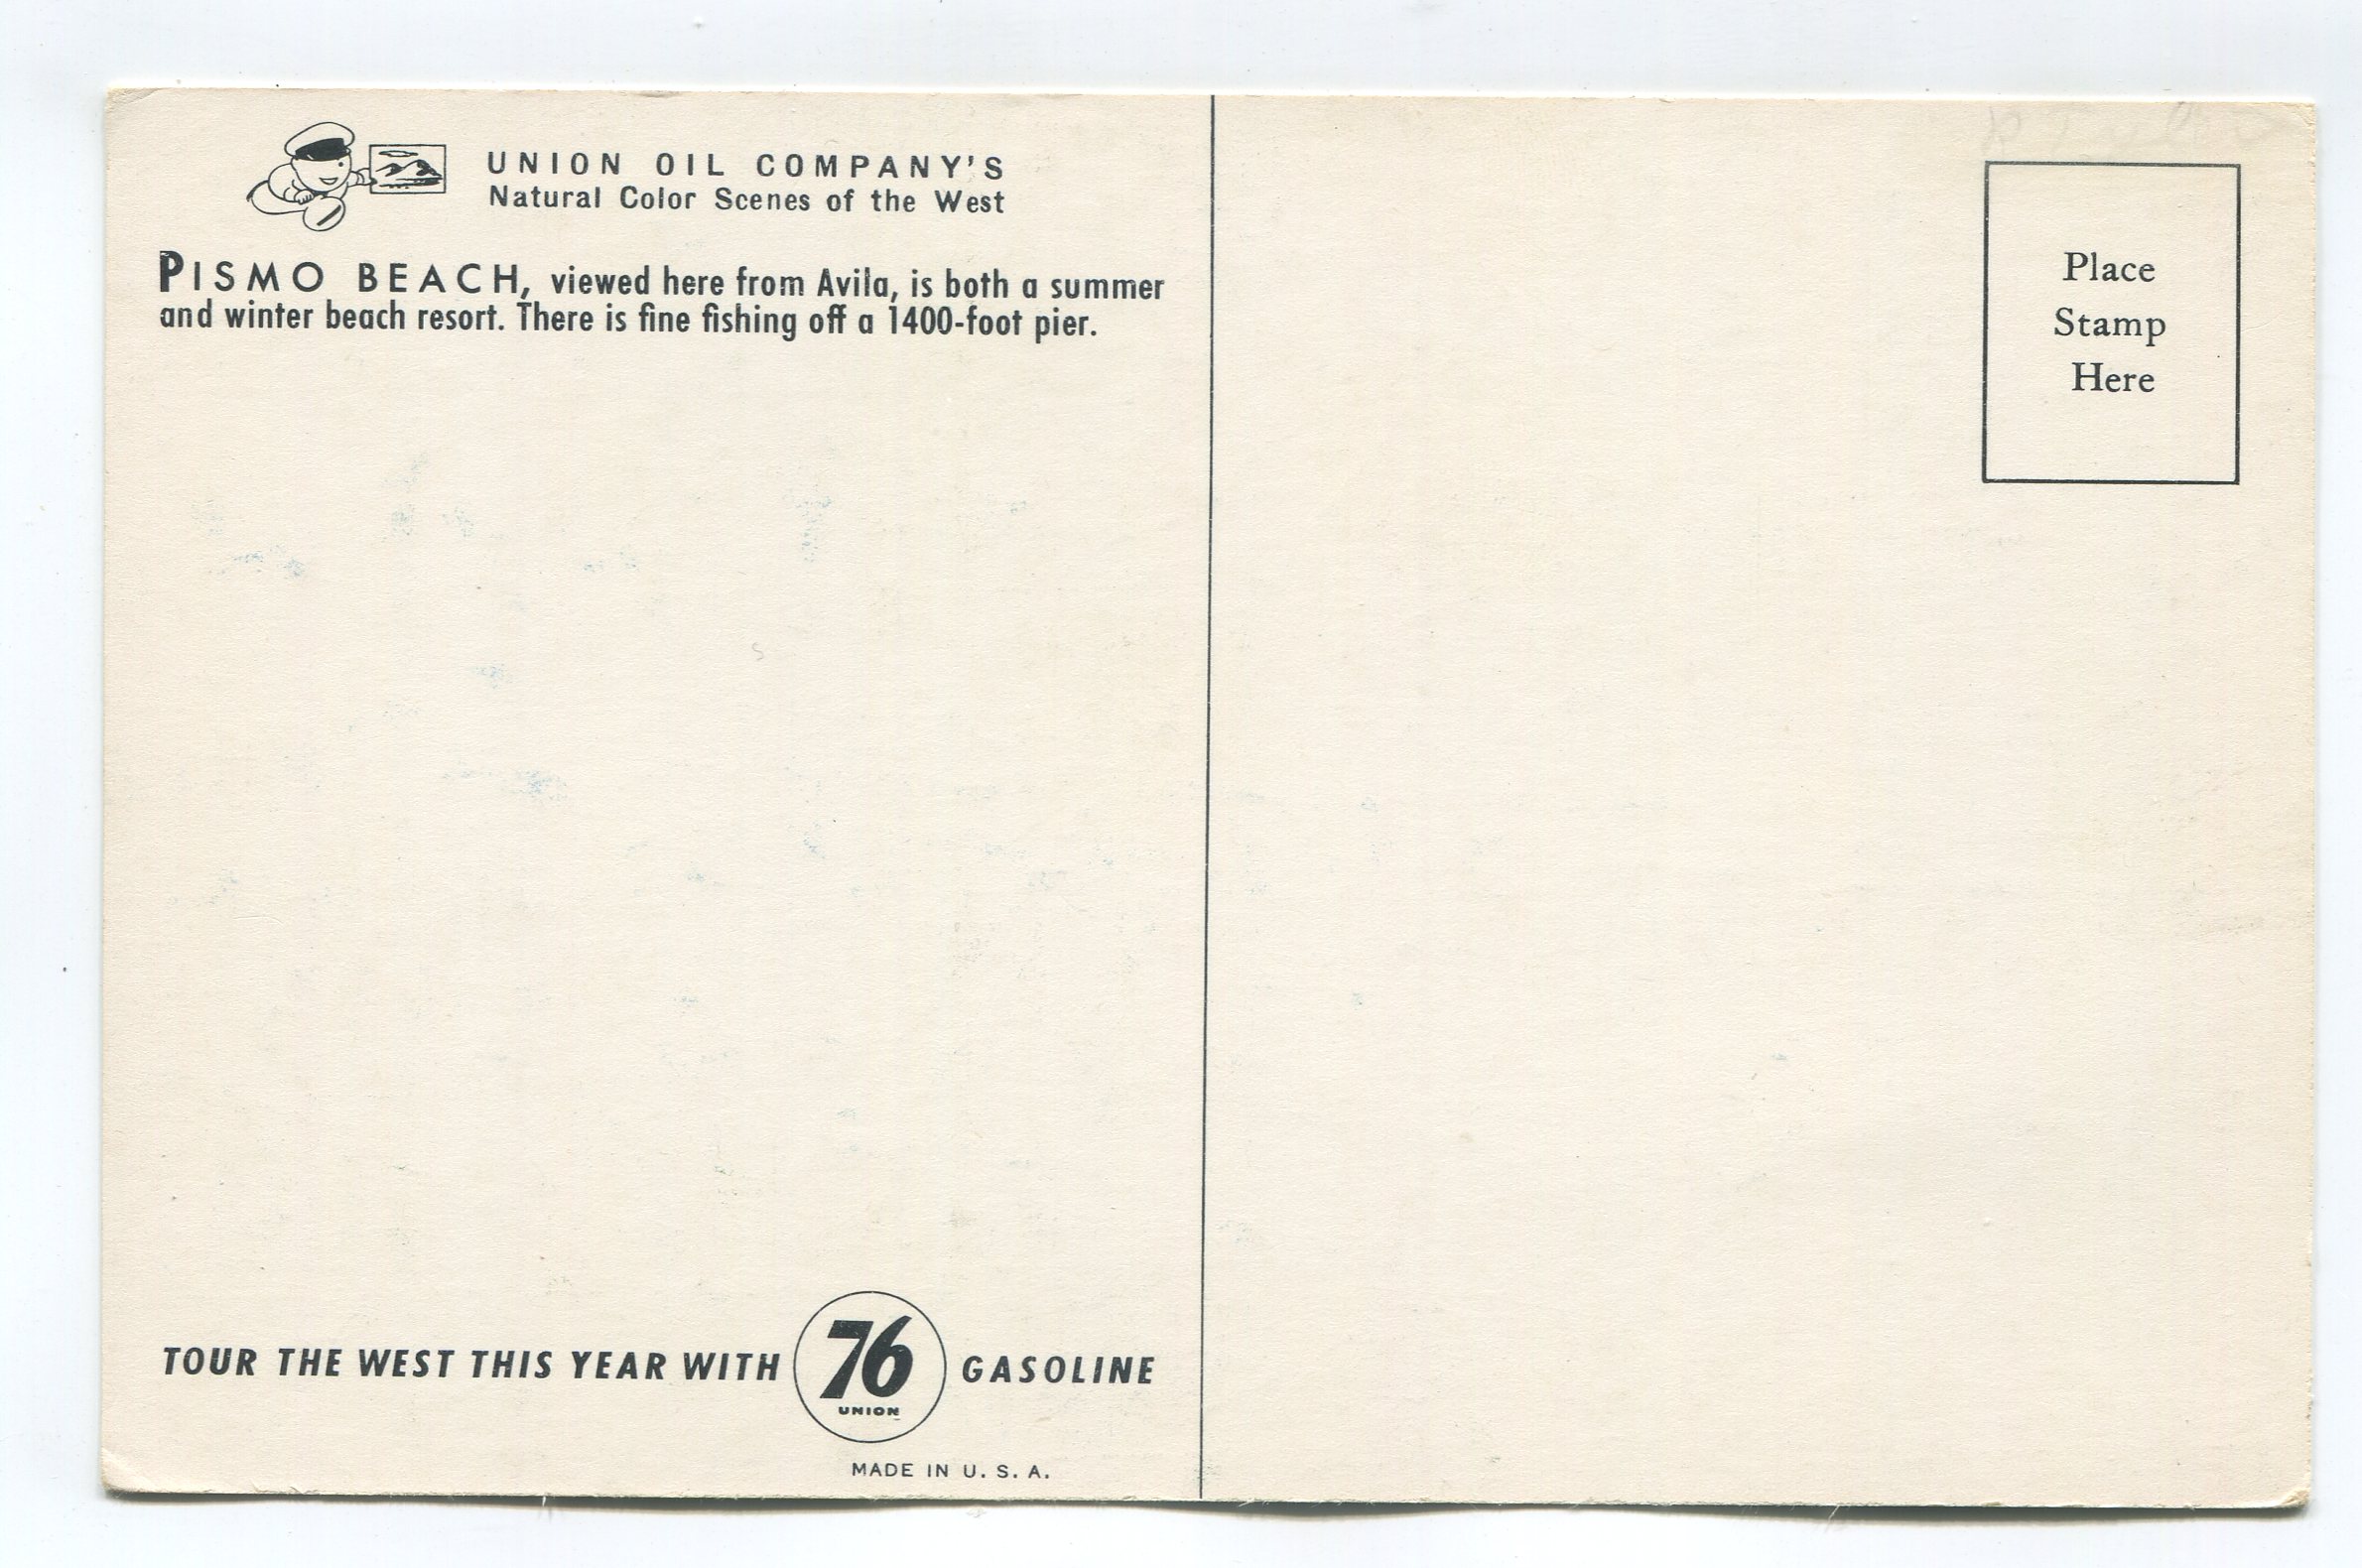 UNION OIL COMPANY'S
Natural Color Scenes of the West
PISMO BEACH, viewed here from Avila, is both a summer
and winter beach resort. There is fine fishing off a 1400-foot pier.
Place
Stamp
Here
TOUR THE WEST THIS YEAR WITH 76 GASOLINE
UNION
MADE IN U. S. A.